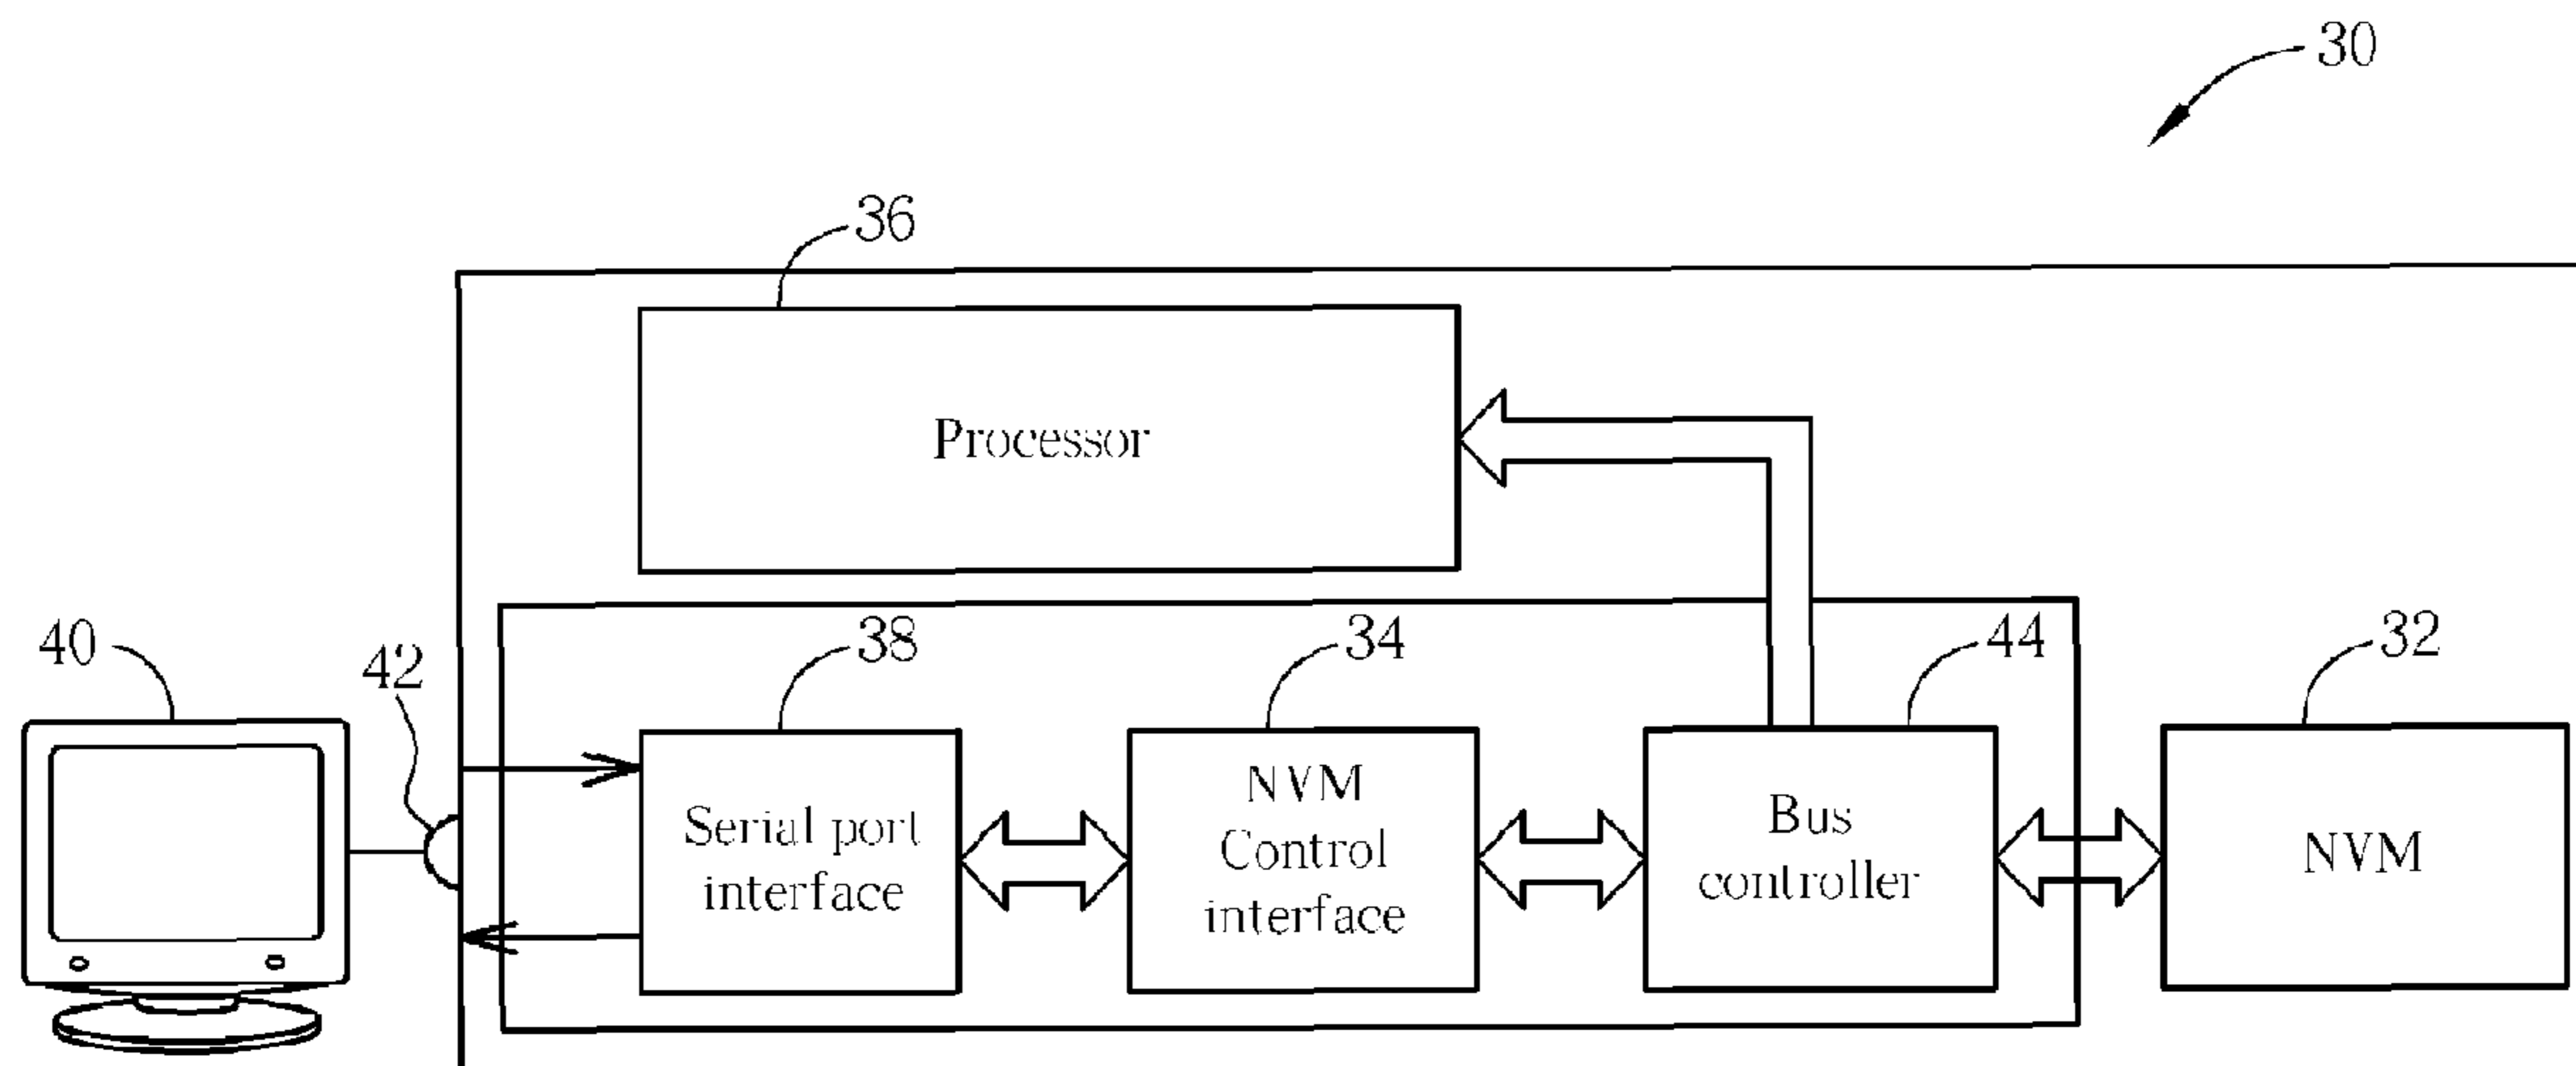 30
36
Processor
40
42
38
34
44
32
Serial port
interface
NVM
Control
interface
Bus
controller
NVM